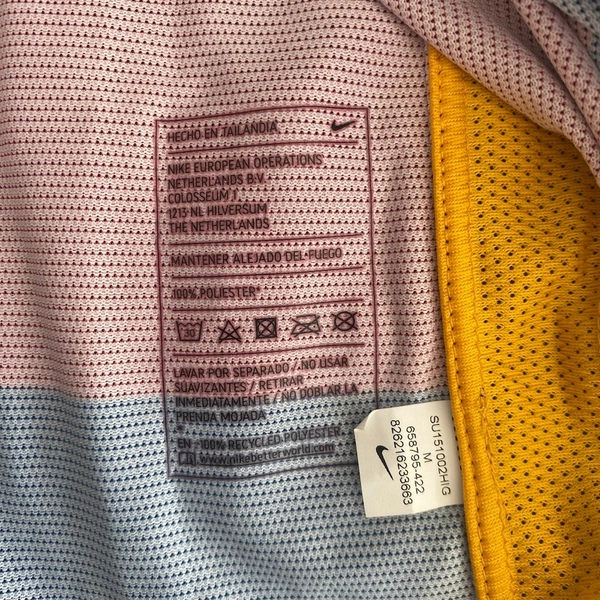 HECHO EN TAILANDIA
NIKE EUROPEAN OPERATIONS
NETHERLANDS B.V.
COLOSSEUM 1
1213 NL HILVERSUM
THE NETHERLANDS
MANTENER ALEJADO DEL FUEGO
100% POLIESTER*
30
LAVAR POR SEPARADO / NO USAR
SUAVIZANTES / RETIRAR
INMEDIATAMENTE / NO DOBLAR LA
PRENDA MOJADA
*
EN *100% RECYCLED POLYESTER
www.nikebetterworld.com
SU151002HIG
M
658795-422
826216233663